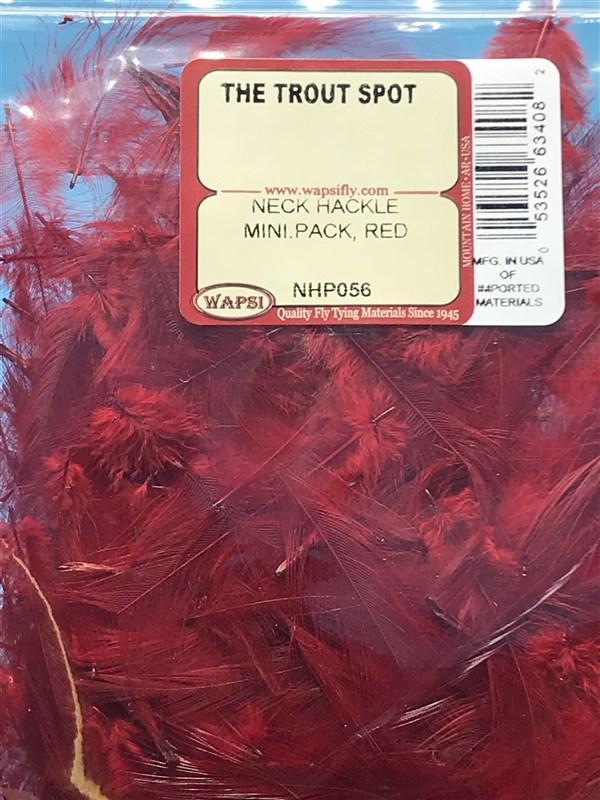 THE TROUT SPOT
www.wapsifly.com
NECK HACKLE
MINI.PACK, RED
NHP056
WAPSI
Quality Fly Tying Materials Since 1945
MOUNTAIN HOME • AR • USA
0 53526 63408 2
MFG. IN USA
OF
I#4PORTED
MATERIALS